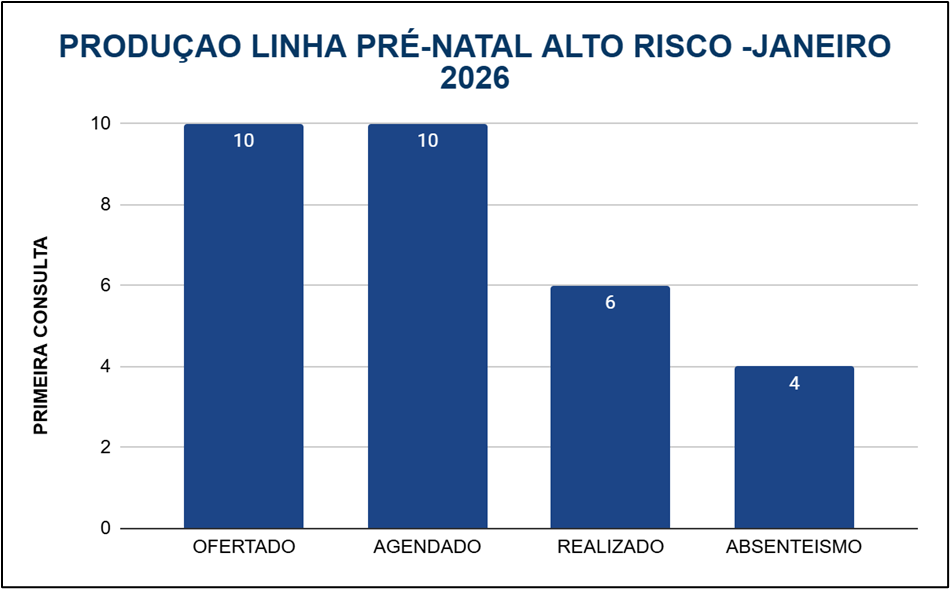 PRODUÇAO LINHA PRÉ-NATAL ALTO RISCO -JANEIRO
2026
PRIMEIRA CONSULTA
10
8
6
4
2
0
10
10
6
4
OFERTADO
AGENDADO
REALIZADO
ABSENTEISMO